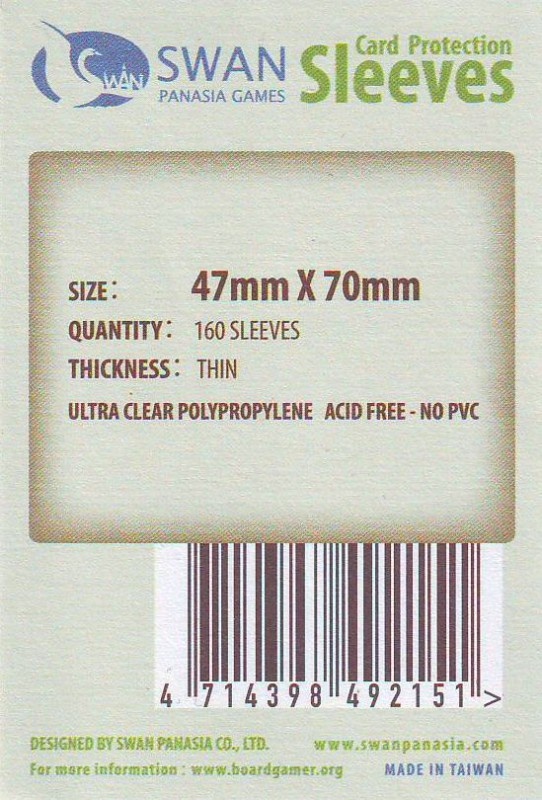 SWAN
SWAN
PANASIA GAMES
Card Protection
Sleeves
SIZE: 47mm X 70mm
QUANTITY: 160 SLEEVES
THICKNESS: THIN
ULTRA CLEAR POLYPROPYLENE ACID FREE - NO PVC
4 714398 492151 >
DESIGNED BY SWAN PANASIA CO., LTD. www.swanpanasia.com
For more information : www.boardgamer.org MADE IN TAIWAN